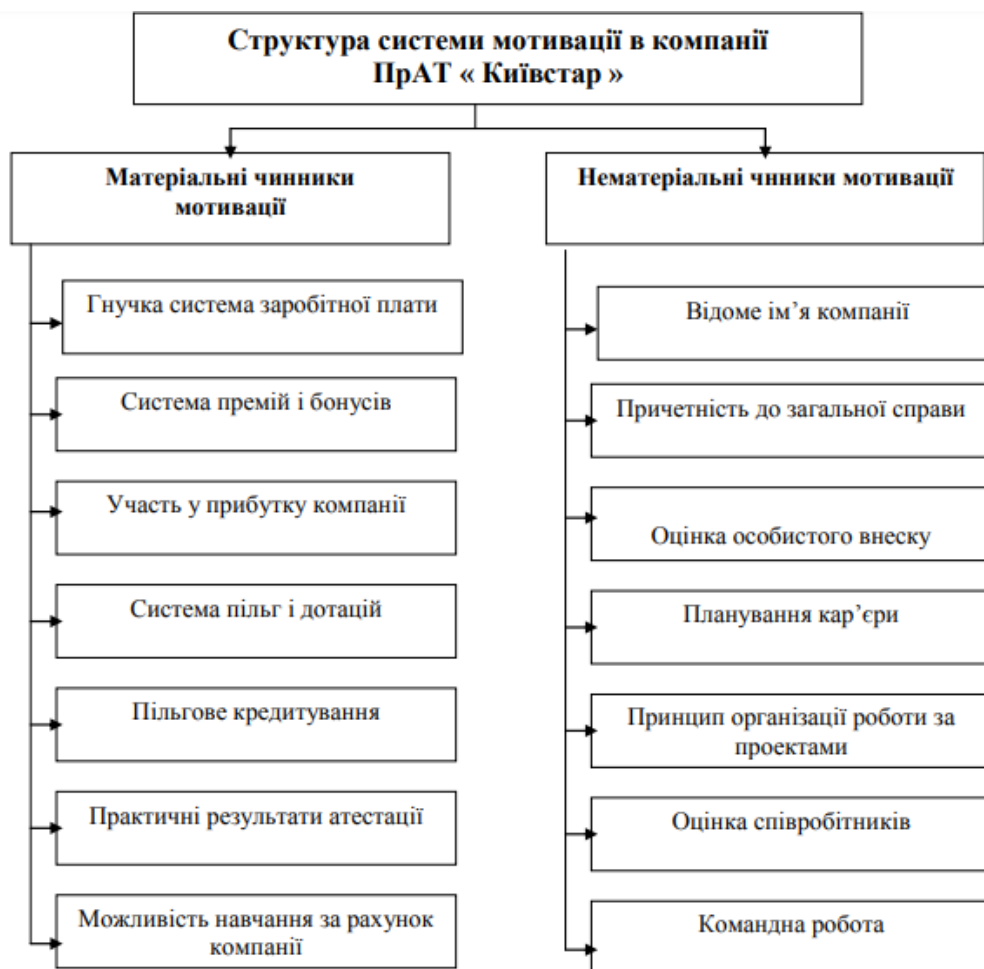 Структура системи мотивації в компанії
ПрАТ « Київстар »
Матеріальні чинники
мотивації
Гнучка система заробітної плати
Система премій і бонусів
Участь у прибутку компанії
Система пільг і дотацій
Пільгове кредитування
Практичні результати атестації
Можливість навчання за рахунок
компанії
Нематеріальні чнники мотивації
Відоме ім’я компанії
Причетність до загальної справи
Оцінка особистого внеску
Планування кар’єри
Принцип організації роботи за
проектами
Оцінка співробітників
Командна робота